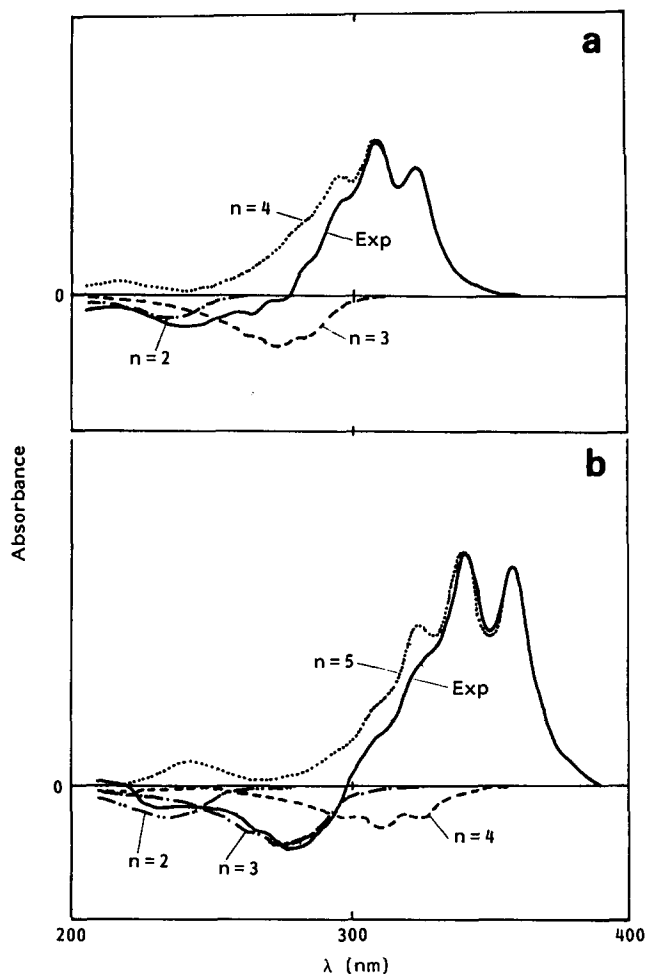 a
n = 4
Exp
0
n = 3
n = 2
Absorbance
b
n = 5
Exp
0
n = 4
n = 2
n = 3
200
300
400
λ (nm)